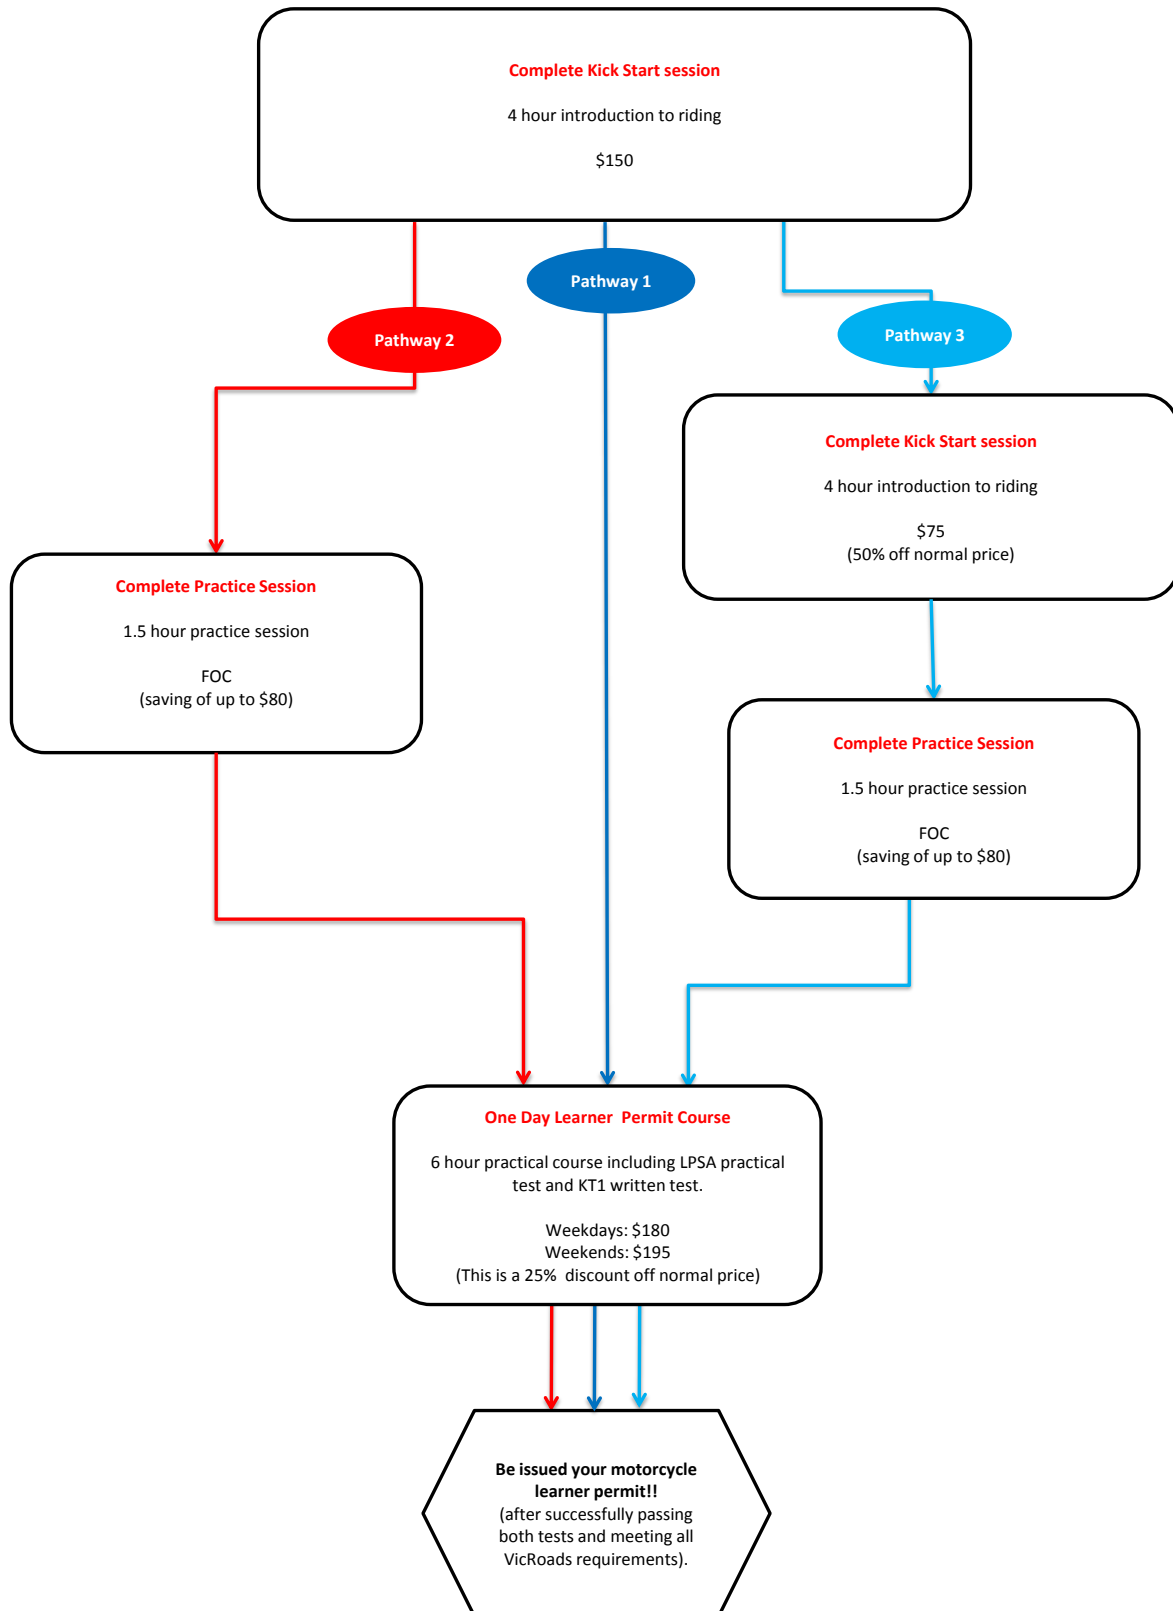 Complete Kick Start session
4 hour introduction to riding
$150
Pathway 1
Pathway 2
Pathway 3
Complete Kick Start session
4 hour introduction to riding
$75
(50% off normal price)
Complete Practice Session
1.5 hour practice session
FOC
(saving of up to $80)
Complete Practice Session
1.5 hour practice session
FOC
(saving of up to $80)
One Day Learner Permit Course
6 hour practical course including LPSA practical
test and KT1 written test.
Weekdays: $180
Weekends: $195
(This is a 25% discount off normal price)
Be issued your motorcycle
learner permit!!
(after successfully passing
both tests and meeting all
VicRoads requirements).